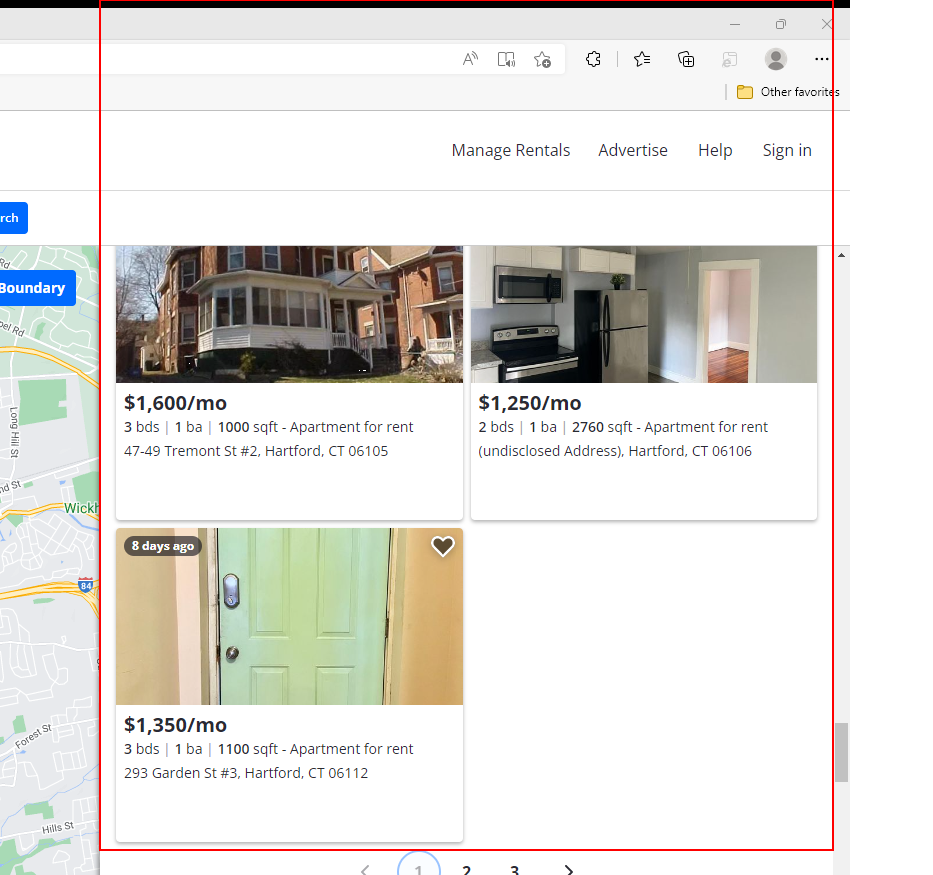 Other favorites
Manage Rentals Advertise Help Sign in
rch
Boundary
Rd
Long Hill St
nd St
Wickh
84
Forest St
Hills St
$1,600/mo
3 bds | 1 ba | 1000 sqft - Apartment for rent
47-49 Tremont St #2, Hartford, CT 06105
$1,250/mo
2 bds | 1 ba | 2760 sqft - Apartment for rent
(undisclosed Address), Hartford, CT 06106
8 days ago
$1,350/mo
3 bds | 1 ba | 1100 sqft - Apartment for rent
293 Garden St #3, Hartford, CT 06112
1 2 3